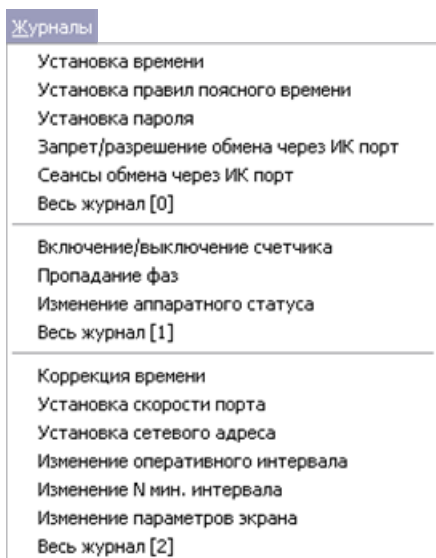 Журналы
Установка времени
Установка правил поясного времени
Установка пароля
Запрет/разрешение обмена через ИК порт
Сеансы обмена через ИК порт
Весь журнал [0]
Включение/выключение счетчика
Пропадание фаз
Изменение аппаратного статуса
Весь журнал [1]
Коррекция времени
Установка скорости порта
Установка сетевого адреса
Изменение оперативного интервала
Изменение N мин. интервала
Изменение параметров экрана
Весь журнал [2]